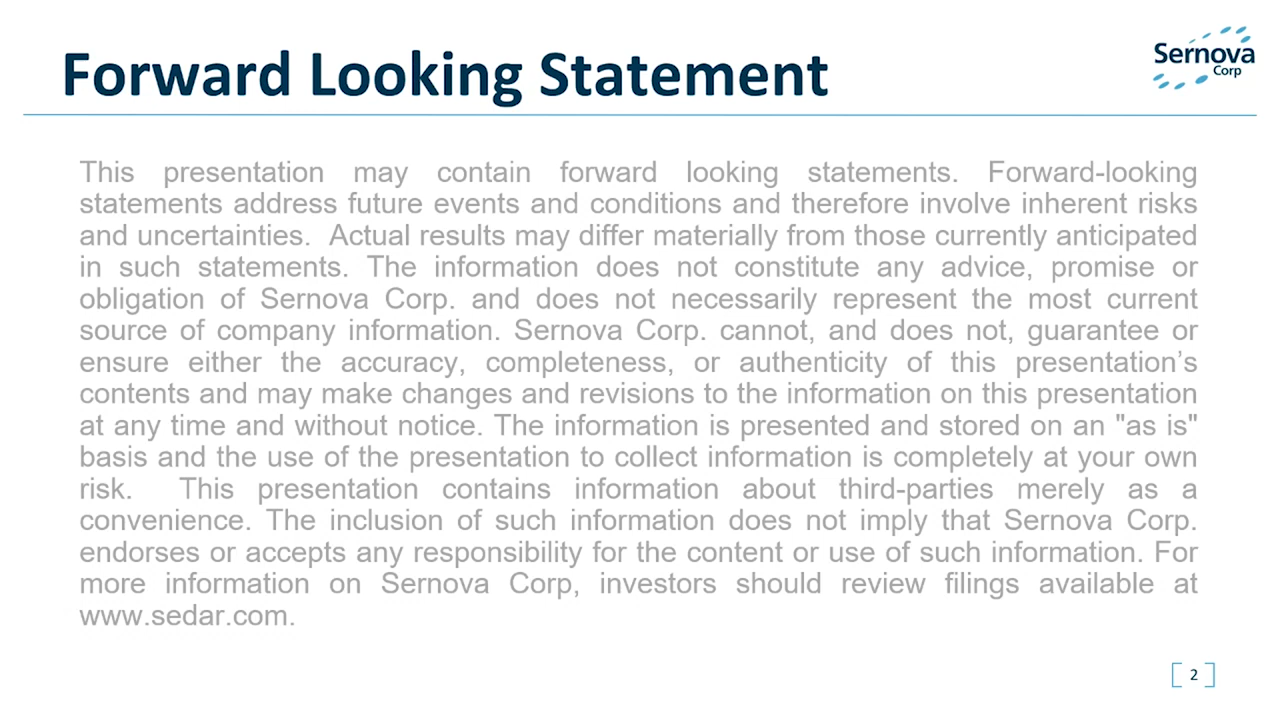 Forward Looking Statement
Sernova
Corp
This presentation may contain forward looking statements. Forward-looking
statements address future events and conditions and therefore involve inherent risks
and uncertainties.  Actual results may differ materially from those currently anticipated
in such statements. The information does not constitute any advice, promise or
obligation of Sernova Corp. and does not necessarily represent the most current
source of company information. Sernova Corp. cannot, and does not, guarantee or
ensure either the accuracy, completeness, or authenticity of this presentation’s
contents and may make changes and revisions to the information on this presentation
at any time and without notice. The information is presented and stored on an "as is"
basis and the use of the presentation to collect information is completely at your own
risk.  This presentation contains information about third-parties merely as a
convenience. The inclusion of such information does not imply that Sernova Corp.
endorses or accepts any responsibility for the content or use of such information. For
more information on Sernova Corp, investors should review filings available at
www.sedar.com.
2